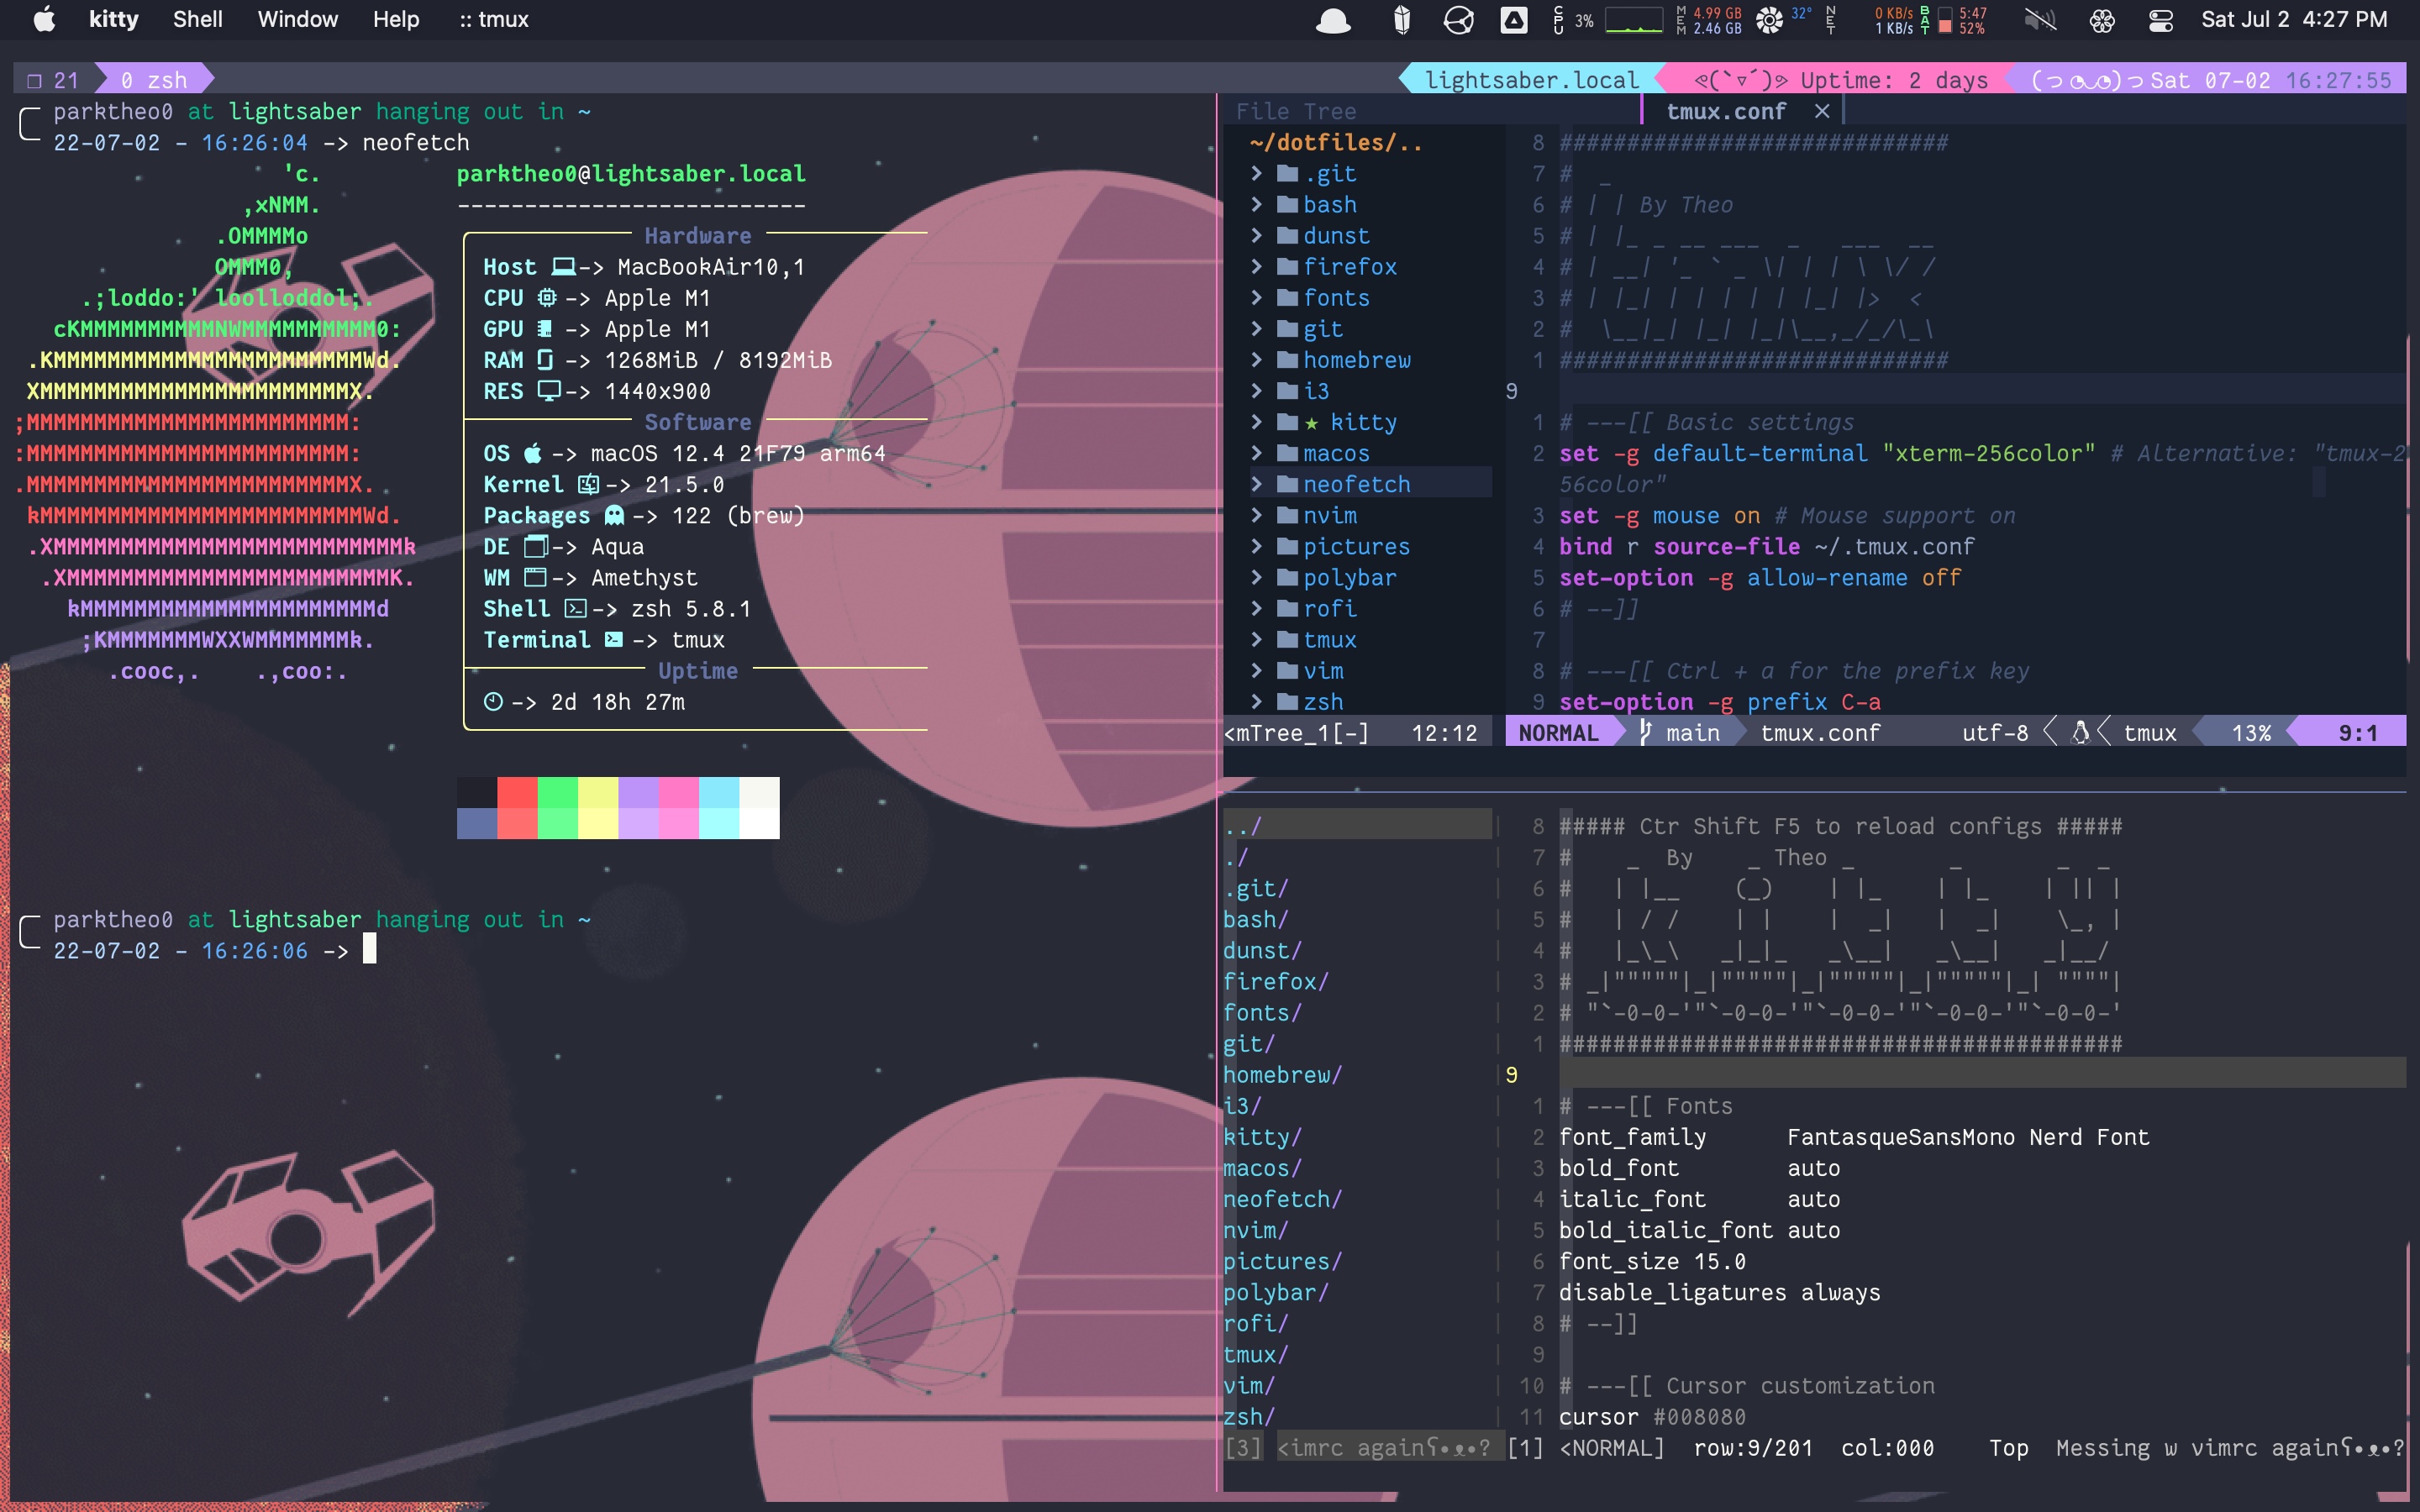 kitty Shell Window Help :: tmux
CPU 3% MEM 4.99 GB 2.46 GB 32° NET 0 KB/s 1 KB/s BAT 5:47 52% Sat Jul 2 4:27 PM
❐ 21 0 zsh
lightsaber.local Uptime: 2 days Sat 07-02 16:27:55
parktheo0 at lightsaber hanging out in ~
22-07-02 - 16:26:04 -> neofetch
'c.
,xNMM.
.OMMMMo
OMMM0,
.;loddo:' loolloddol;.
cKMMMMMMMMMMNWMMMMMMMMMM0:
.KMMMMMMMMMMMMMMMMMMMMMMMWd.
XMMMMMMMMMMMMMMMMMMMMMMMX.
;MMMMMMMMMMMMMMMMMMMMMMMM:
:MMMMMMMMMMMMMMMMMMMMMMMM:
.MMMMMMMMMMMMMMMMMMMMMMMMX.
kMMMMMMMMMMMMMMMMMMMMMMMMWd.
.XMMMMMMMMMMMMMMMMMMMMMMMMMMk
.XMMMMMMMMMMMMMMMMMMMMMMMMK.
kMMMMMMMMMMMMMMMMMMMMMMd
;KMMMMMMMWXXWMMMMMMMk.
.cooc,. .,coo:.
parktheo0@lightsaber.local
--------------------------
Hardware
Host -> MacBookAir10,1
CPU -> Apple M1
GPU -> Apple M1
RAM -> 1268MiB / 8192MiB
RES -> 1440x900
Software
OS -> macOS 12.4 21F79 arm64
Kernel -> 21.5.0
Packages -> 122 (brew)
DE -> Aqua
WM -> Amethyst
Shell -> zsh 5.8.1
Terminal -> tmux
Uptime
-> 2d 18h 27m
parktheo0 at lightsaber hanging out in ~
22-07-02 - 16:26:06 ->
File Tree
~/dotfiles/..
.git
bash
dunst
firefox
fonts
git
homebrew
i3
★ kitty
macos
neofetch
nvim
pictures
polybar
rofi
tmux
vim
zsh
<mTree_1[-] 12:12
tmux.conf ×
8 #############################
7 # _
6 # | | By Theo
5 # | |_ _ __ ___ _ ___ __
4 # | __| '_ ` _ \| | | \ \/ /
3 # | |_| | | | | | |_| |> <
2 # \__|_| |_| |_|\__,_/_/\_\
1 #############################
9
1 # ---[[ Basic settings
2 set -g default-terminal "xterm-256color" # Alternative: "tmux-2
56color"
3 set -g mouse on # Mouse support on
4 bind r source-file ~/.tmux.conf
5 set-option -g allow-rename off
6 # --]]
7
8 # ---[[ Ctrl + a for the prefix key
9 set-option -g prefix C-a
NORMAL main tmux.conf utf-8 tmux 13% 9:1
../
./
.git/
bash/
dunst/
firefox/
fonts/
git/
homebrew/
i3/
kitty/
macos/
neofetch/
nvim/
pictures/
polybar/
rofi/
tmux/
vim/
zsh/
[3] <imrc againʕ•ᴥ•?
8 ##### Ctr Shift F5 to reload configs #####
7 # _ By _ Theo _ _ _ _
6 # | |__ (_) | |_ | |_ | || |
5 # | / / | | | _| | _| \_, |
4 # |_\_\ _|_|_ _\__| _\__| _|__/
3 # _|"""""|_|"""""|_|"""""|_|"""""|_| """"|
2 # "`-0-0-'"`-0-0-'"`-0-0-'"`-0-0-'"`-0-0-'
1 ##########################################
9
1 # ---[[ Fonts
2 font_family FantasqueSansMono Nerd Font
3 bold_font auto
4 italic_font auto
5 bold_italic_font auto
6 font_size 15.0
7 disable_ligatures always
8 # --]]
9
10 # ---[[ Cursor customization
11 cursor #008080
[1] <NORMAL] row:9/201 col:000 Top Messing w vimrc againʕ•ᴥ•?